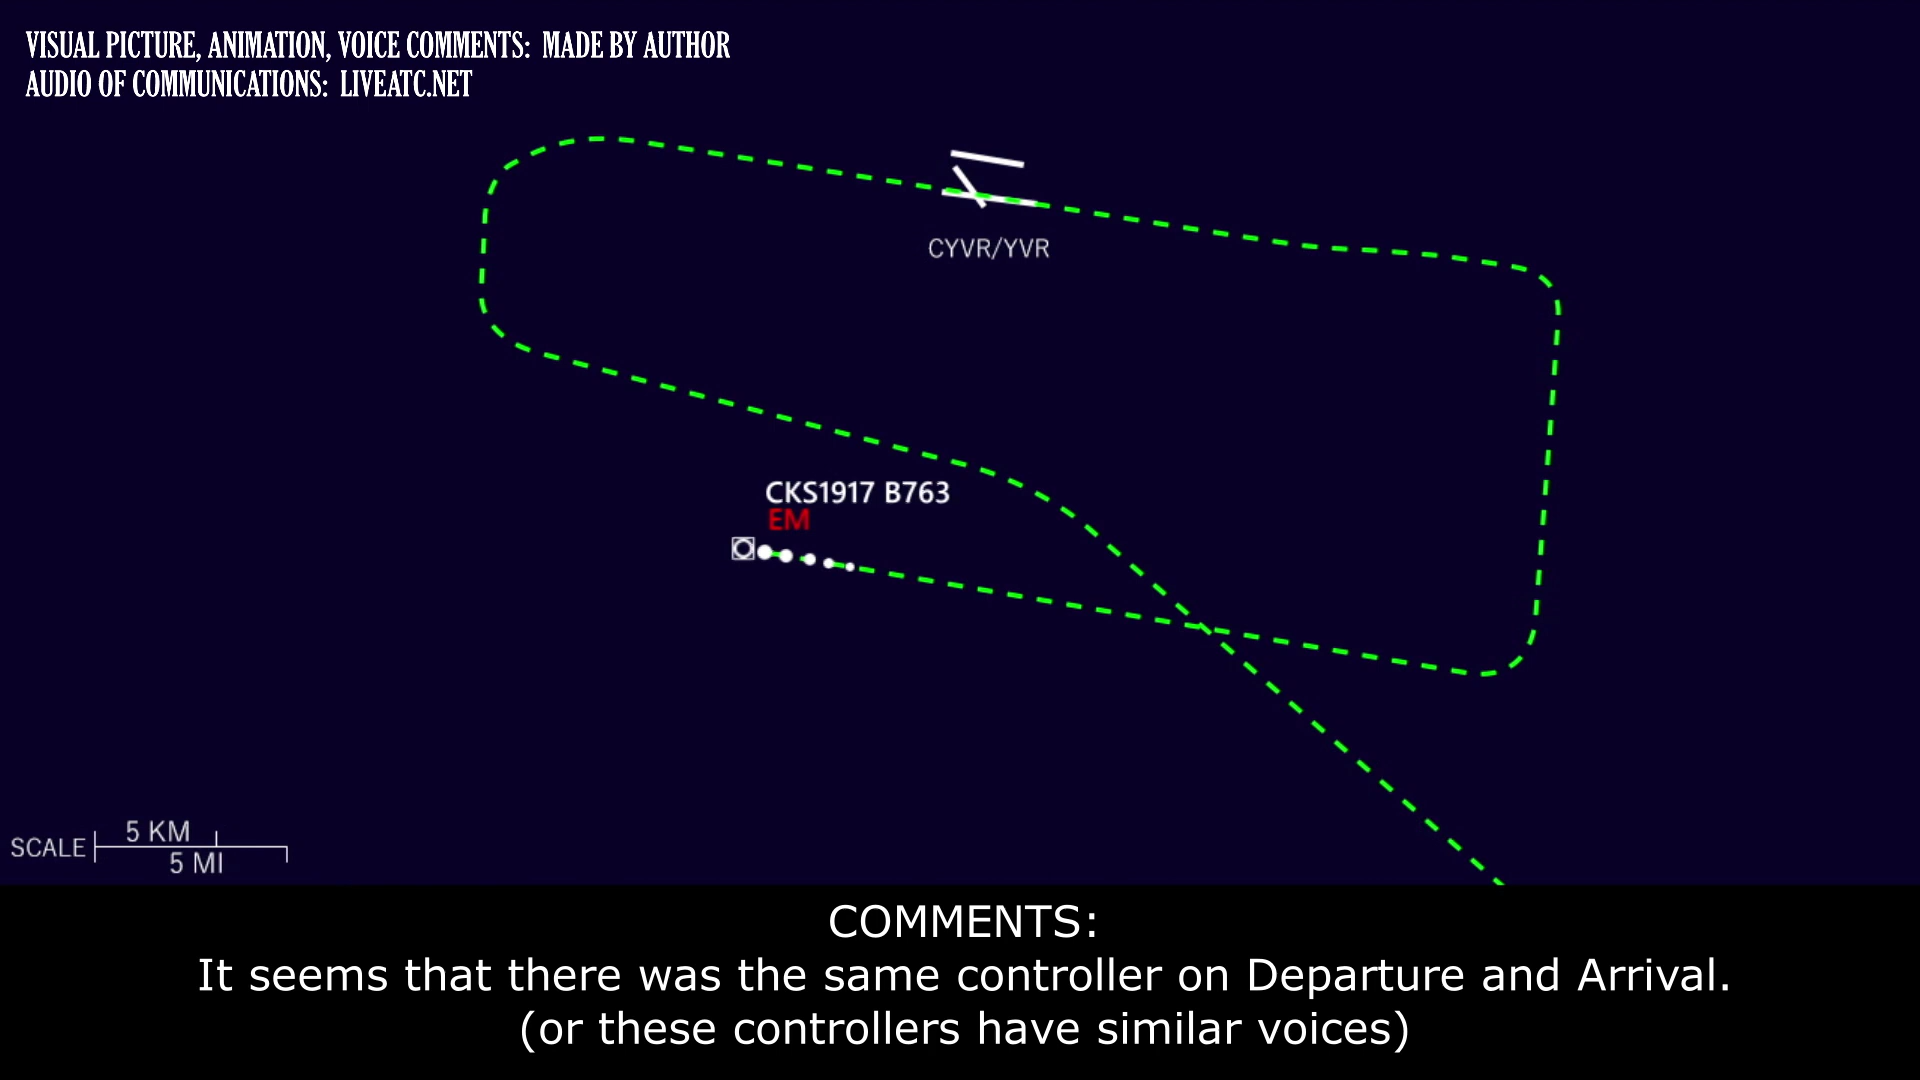 VISUAL PICTURE, ANIMATION, VOICE COMMENTS: MADE BY AUTHOR
AUDIO OF COMMUNICATIONS: LIVEATC.NET
CYVR/YVR
CKS1917 B763
EM
5 KM
SCALE
5 MI
COMMENTS:
It seems that there was the same controller on Departure and Arrival.
(or these controllers have similar voices)